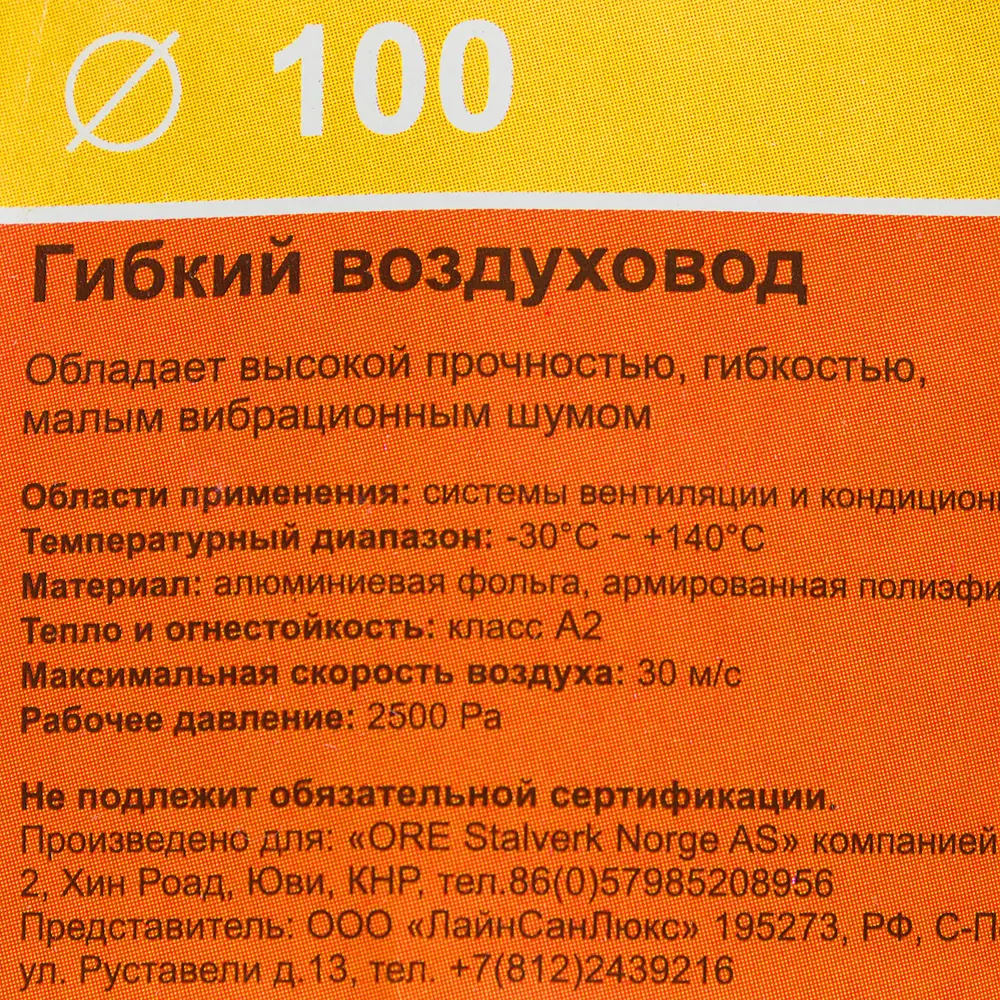 Ø 100
Гибкий воздуховод
Обладает высокой прочностью, гибкостью,
малым вибрационным шумом
Области применения: системы вентиляции и кондицион
Температурный диапазон: -30°C ~ +140°C
Материал: алюминиевая фольга, армированная полиэфи
Тепло и огнестойкость: класс А2
Максимальная скорость воздуха: 30 м/с
Рабочее давление: 2500 Pa
Не подлежит обязательной сертификации.
Произведено для: «ORE Stalverk Norge AS» компанией
2, Хин Роад, Юви, КНР, тел.86(0)57985208956
Представитель: ООО «ЛайнСанЛюкс» 195273, РФ, С-П
ул. Руставели д.13, тел. +7(812)2439216